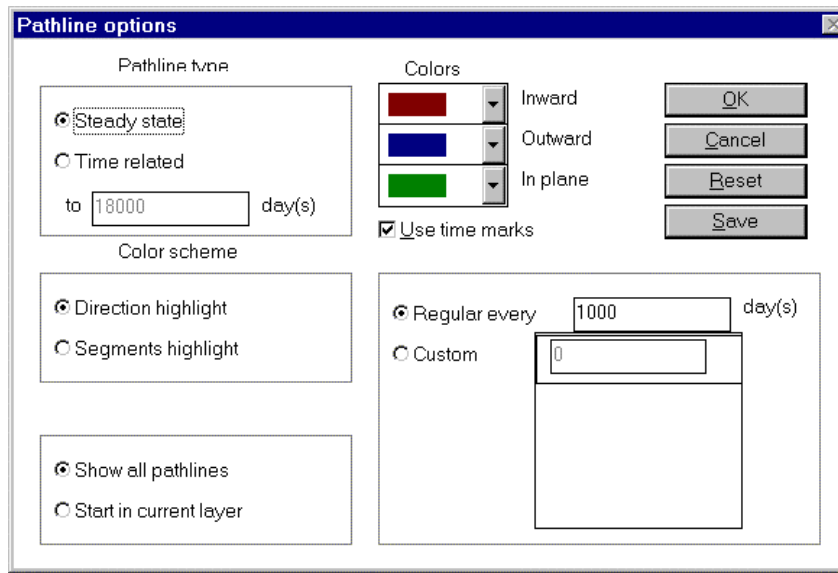 Pathline options
Pathline type
Steady state
Time related
to 18000 day(s)
Colors
Inward
Outward
In plane
Use time marks
OK
Cancel
Reset
Save
Color scheme
Direction highlight
Segments highlight
Regular every 1000 day(s)
Custom
0
Show all pathlines
Start in current layer